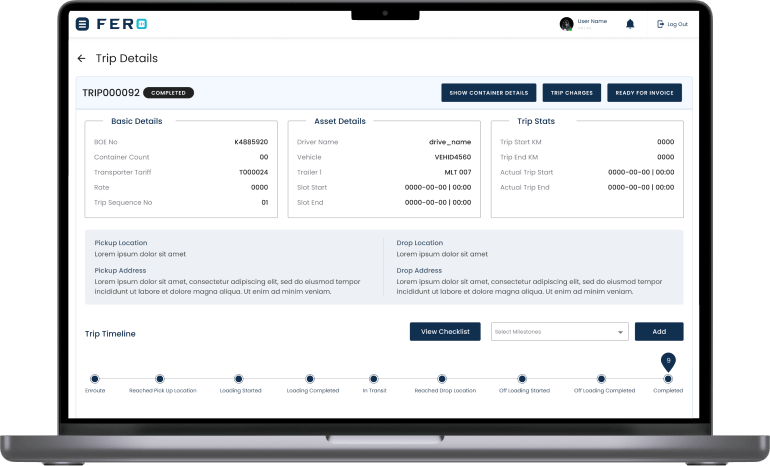 FERO
User Name
Log Out
Trip Details
TRIP000092 COMPLETED
SHOW CONTAINER DETAILS TRIP CHARGES READY FOR INVOICE
Basic Details
BOE No K4885920
Container Count 00
Transporter Tariff T000024
Rate 0000
Trip Sequence No 01
Asset Details
Driver Name drive_name
Vehicle VEHID4560
Trailer 1 MLT 007
Slot Start 0000-00-00 | 00:00
Slot End 0000-00-00 | 00:00
Trip Stats
Trip Start KM 0000
Trip End KM 0000
Actual Trip Start 0000-00-00 | 00:00
Actual Trip End 0000-00-00 | 00:00
Pickup Location
Lorem ipsum dolor sit amet
Pickup Address
Lorem ipsum dolor sit amet, consectetur adipiscing elit, sed do eiusmod tempor
incididunt ut labore et dolore magna aliqua. Ut enim ad minim veniam.
Drop Location
Lorem ipsum dolor sit amet
Drop Address
Lorem ipsum dolor sit amet, consectetur adipiscing elit, sed do eiusmod tempor
incididunt ut labore et dolore magna aliqua. Ut enim ad minim veniam.
Trip Timeline
View Checklist
Select Milestones
Add
9
Enroute
Reached Pick Up Location
Loading Started
Loading Completed
In Transit
Reached Drop Location
Off Loading Started
Off Loading Completed
Completed